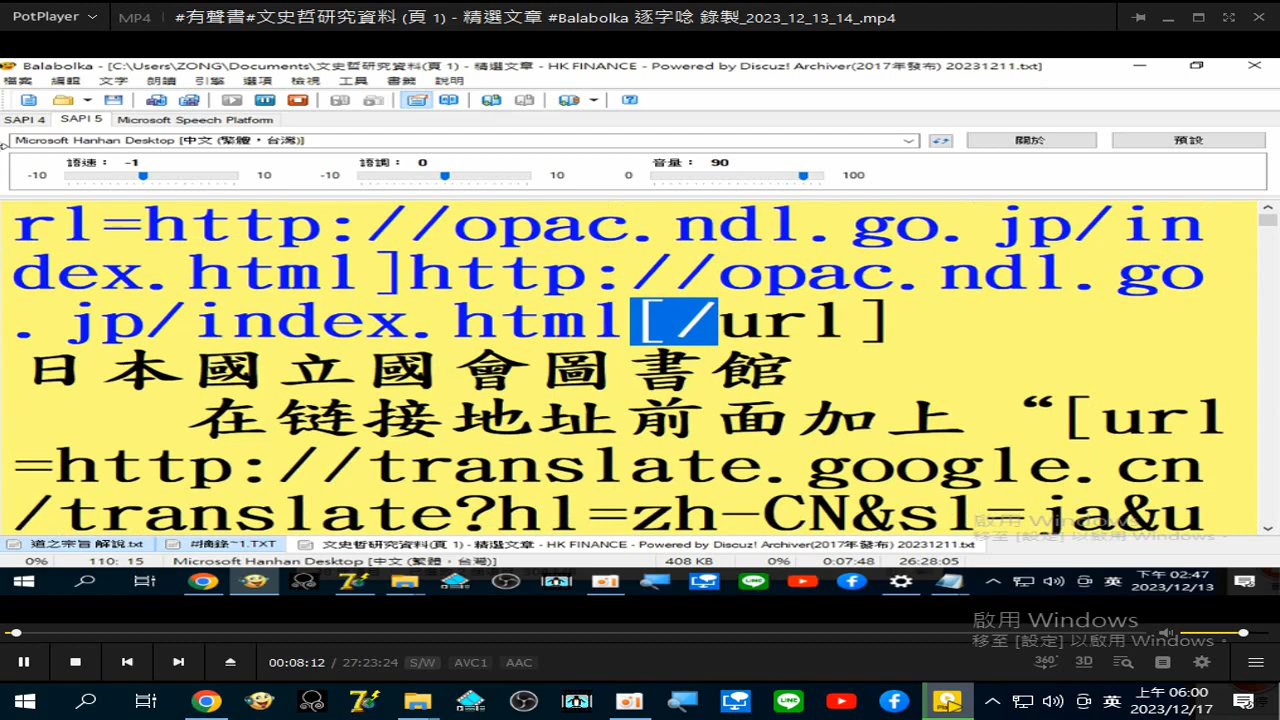 PotPlayer MP4 #有聲書#文史哲研究資料 (頁 1) - 精選文章 #Balabolka 逐字唸 錄製_2023_12_13_14_.mp4
Balabolka - [C:\Users\ZONG\Documents\文史哲研究資料(頁 1) - 精選文章 - HK FINANCE - Powered by Discuz! Archiver(2017年發布) 20231211.txt]
檔案 編輯 文字 朗讀 引擎 選項 檢視 工具 書籤 說明
SAPI 4 SAPI 5 Microsoft Speech Platform
Microsoft Hanhan Desktop [中文 (繁體，台灣)] 關於 預設
語速： -1 語調： 0 音量： 90
-10 10 -10 10 0 100
rl=http://opac.ndl.go.jp/in
dex.html]http://opac.ndl.go
.jp/index.html[/url]
日本國立國會圖書館
在链接地址前面加上 “[url
=http://translate.google.cn
/translate?hl=zh-CN&sl=ja&u
啟用 Windows
移至 [設定] 以啟用 Windows。
道之宗旨 解說.txt #摘錄~1.TXT 文史哲研究資料(頁 1) - 精選文章 - HK FINANCE - Powered by Discuz! Archiver(2017年發布) 20231211.txt
0% 110: 15 Microsoft Hanhan Desktop [中文 (繁體，台灣)] 408 KB 0% 0:07:48 26:28:05
英 下午 02:47
2023/12/13
啟用 Windows
移至 [設定] 以啟用 Windows。
00:08:12 / 27:23:24 S/W AVC1 AAC 360° 3D
英 上午 06:00
2023/12/17